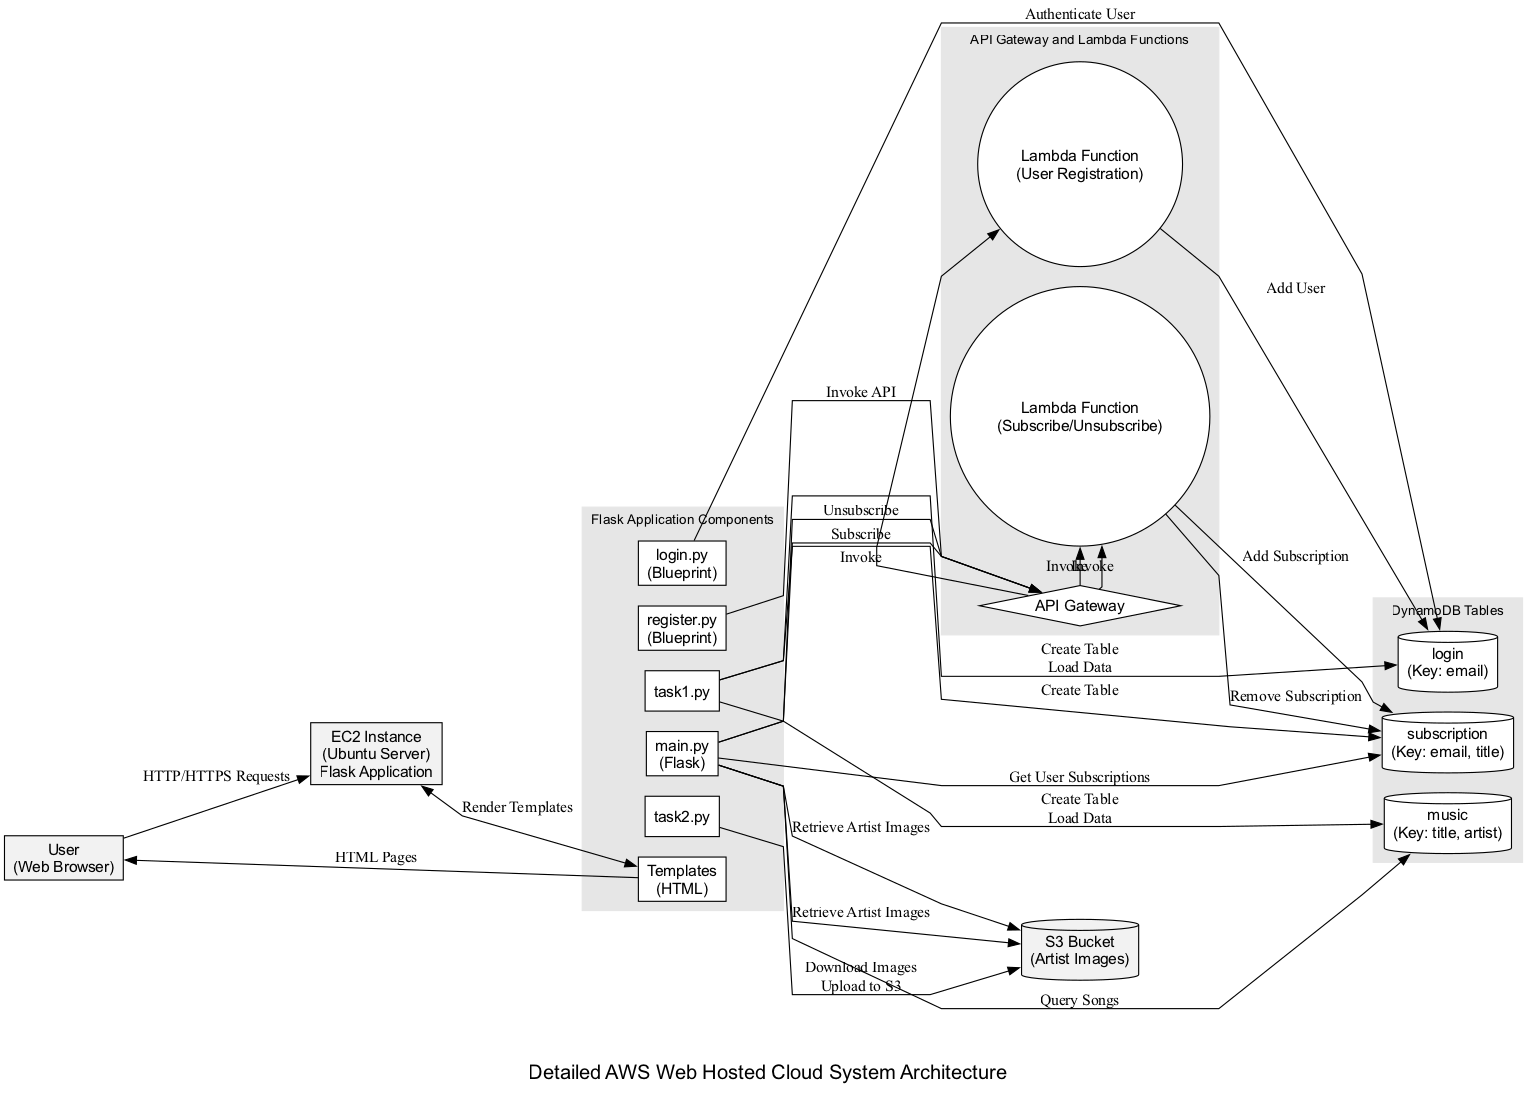 Authenticate User
API Gateway and Lambda Functions
Lambda Function
(User Registration)
Add User
Lambda Function
(Subscribe/Unsubscribe)
Invoke API
Unsubscribe
Subscribe
Invoke
Invoke
Invoke
API Gateway
Flask Application Components
login.py
(Blueprint)
register.py
(Blueprint)
task1.py
main.py
(Flask)
task2.py
Templates
(HTML)
Add Subscription
DynamoDB Tables
login
(Key: email)
Create Table
Load Data
Create Table
Remove Subscription
subscription
(Key: email, title)
Get User Subscriptions
Create Table
Load Data
music
(Key: title, artist)
EC2 Instance
(Ubuntu Server)
Flask Application
HTTP/HTTPS Requests
Render Templates
User
(Web Browser)
HTML Pages
Retrieve Artist Images
Retrieve Artist Images
S3 Bucket
(Artist Images)
Download Images
Upload to S3
Query Songs
Detailed AWS Web Hosted Cloud System Architecture